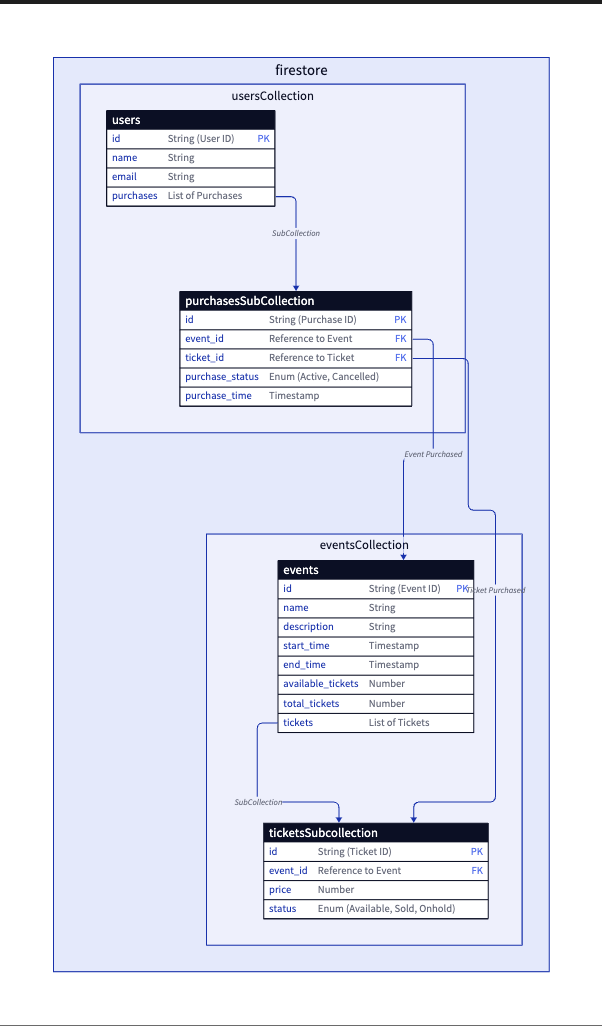 firestore
usersCollection
users
id String (User ID) PK
name String
email String
purchases List of Purchases
SubCollection
purchasesSubCollection
id String (Purchase ID) PK
event_id Reference to Event FK
ticket_id Reference to Ticket FK
purchase_status Enum (Active, Cancelled)
purchase_time Timestamp
Event Purchased
eventsCollection
events
id String (Event ID) PK
Ticket Purchased
name String
description String
start_time Timestamp
end_time Timestamp
available_tickets Number
total_tickets Number
tickets List of Tickets
SubCollection
ticketsSubcollection
id String (Ticket ID) PK
event_id Reference to Event FK
price Number
status Enum (Available, Sold, Onhold)